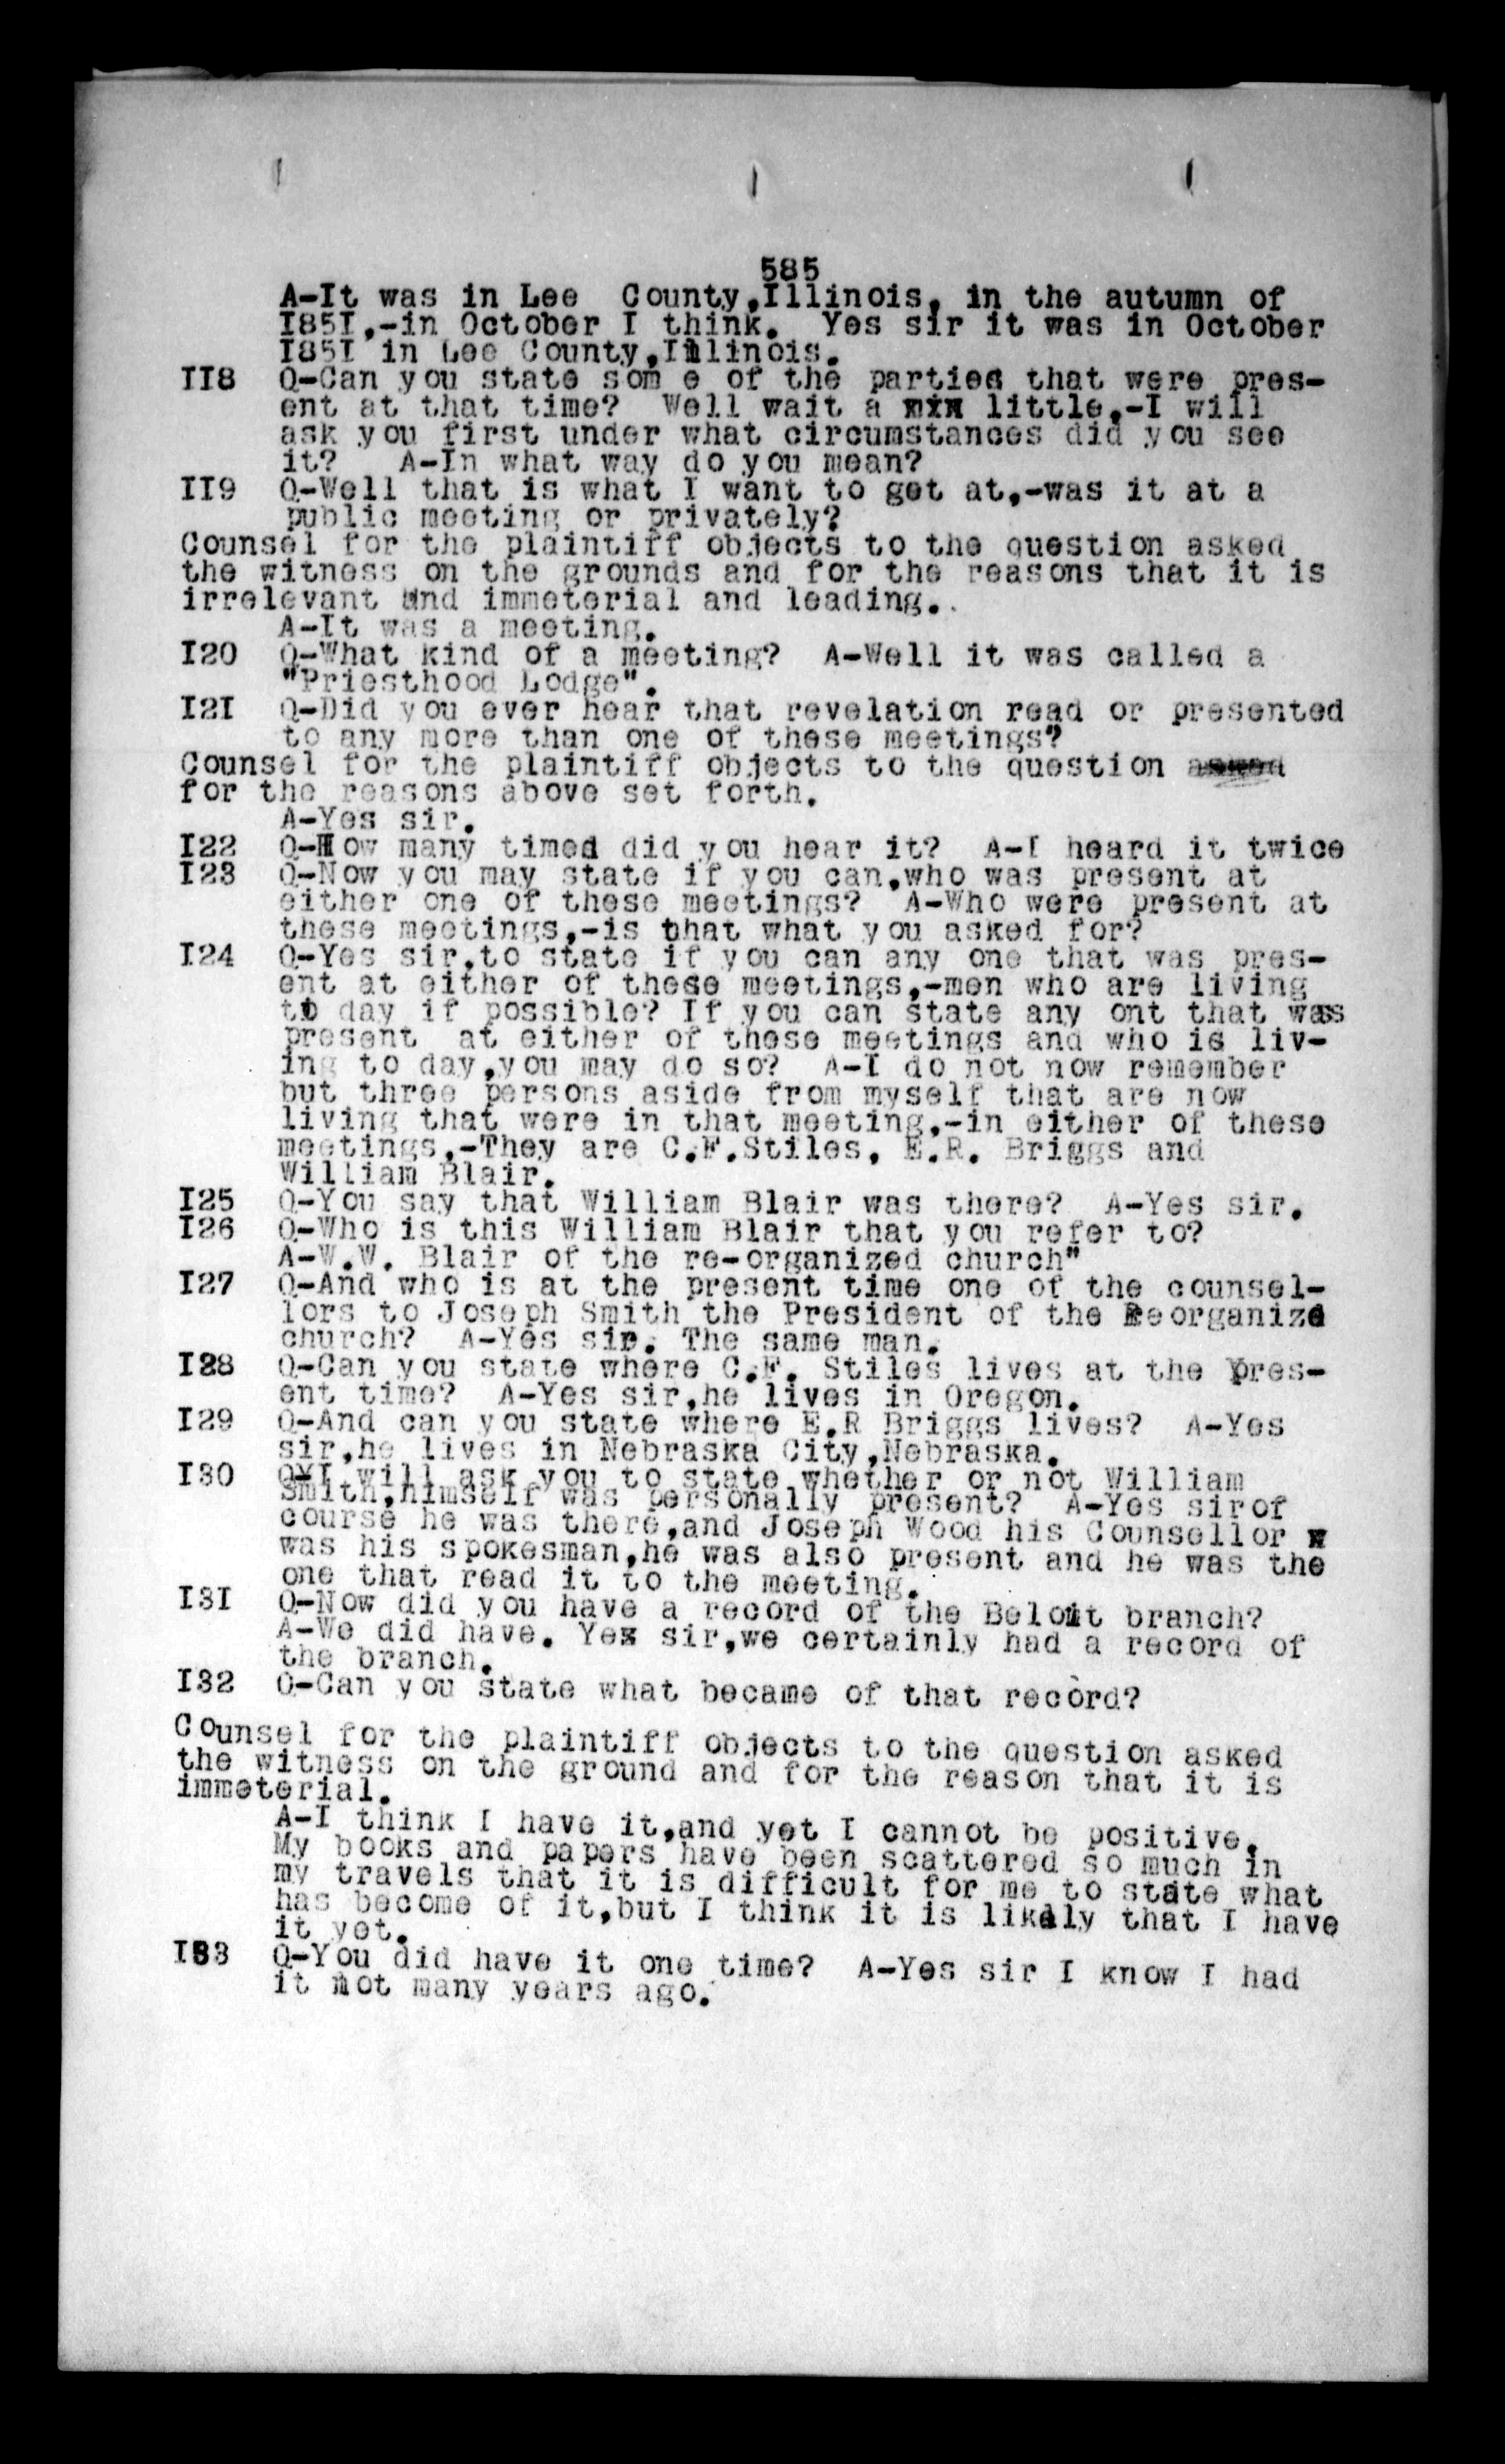 585
A-It was in Lee County,Illinois, in the autumn of
I85I,-in October I think. Yes sir it was in October
I85I in Lee County,Illinois.
II8 Q-Can you state som e of the parties that were pres-
ent at that time? Well wait a mix little,-I will
ask you first under what circumstances did you see
it? A-In what way do you mean?
II9 Q-Well that is what I want to get at,-was it at a
public meeting or privately?
Counsel for the plaintiff objects to the question asked
the witness on the grounds and for the reasons that it is
irrelevant and immeterial and leading..
A-It was a meeting.
I20 Q-What kind of a meeting? A-Well it was called a
"Priesthood Lodge".
I2I Q-Did you ever hear that revelation read or presented
to any more than one of these meetings?
Counsel for the plaintiff objects to the question asked
for the reasons above set forth.
A-Yes sir.
I22 Q-How many timed did you hear it? A-I heard it twice
I23 Q-Now you may state if you can,who was present at
either one of these meetings? A-Who were present at
these meetings,-is that what you asked for?
I24 Q-Yes sir,to state if you can any one that was pres-
ent at either of these meetings,-men who are living
to day if possible? If you can state any ont that was
present at either of these meetings and who is liv-
ing to day,you may do so? A-I do not now remember
but three persons aside from myself that are now
living that were in that meeting,-in either of these
meetings,-They are C.F.Stiles, E.R. Briggs and
William Blair.
I25 Q-You say that William Blair was there? A-Yes sir.
I26 Q-Who is this William Blair that you refer to?
A-W.W. Blair of the re-organized church"
I27 Q-And who is at the present time one of the counsel-
lors to Joseph Smith the President of the Reorganize
church? A-Yes sir. The same man.
I28 Q-Can you state where C.F. Stiles lives at the pres-
ent time? A-Yes sir,he lives in Oregon.
I29 Q-And can you state where E.R Briggs lives? A-Yes
sir,he lives in Nebraska City,Nebraska.
I30 QYI will ask you to state whether or not William
Smith,himself was personally present? A-Yes sirof
course he was there,and Joseph Wood his Counsellor x
was his spokesman,he was also present and he was the
one that read it to the meeting.
I3I Q-Now did you have a record of the Beloit branch?
A-We did have. Yes sir,we certainly had a record of
the branch.
I32 Q-Can you state what became of that record?
Counsel for the plaintiff objects to the question asked
the witness on the ground and for the reason that it is
immeterial.
A-I think I have it,and yet I cannot be positive.
My books and papers have been scattered so much in
my travels that it is difficult for me to state what
has become of it,but I think it is likely that I have
it yet.
I33 Q-You did have it one time? A-Yes sir I know I had
it not many years ago.